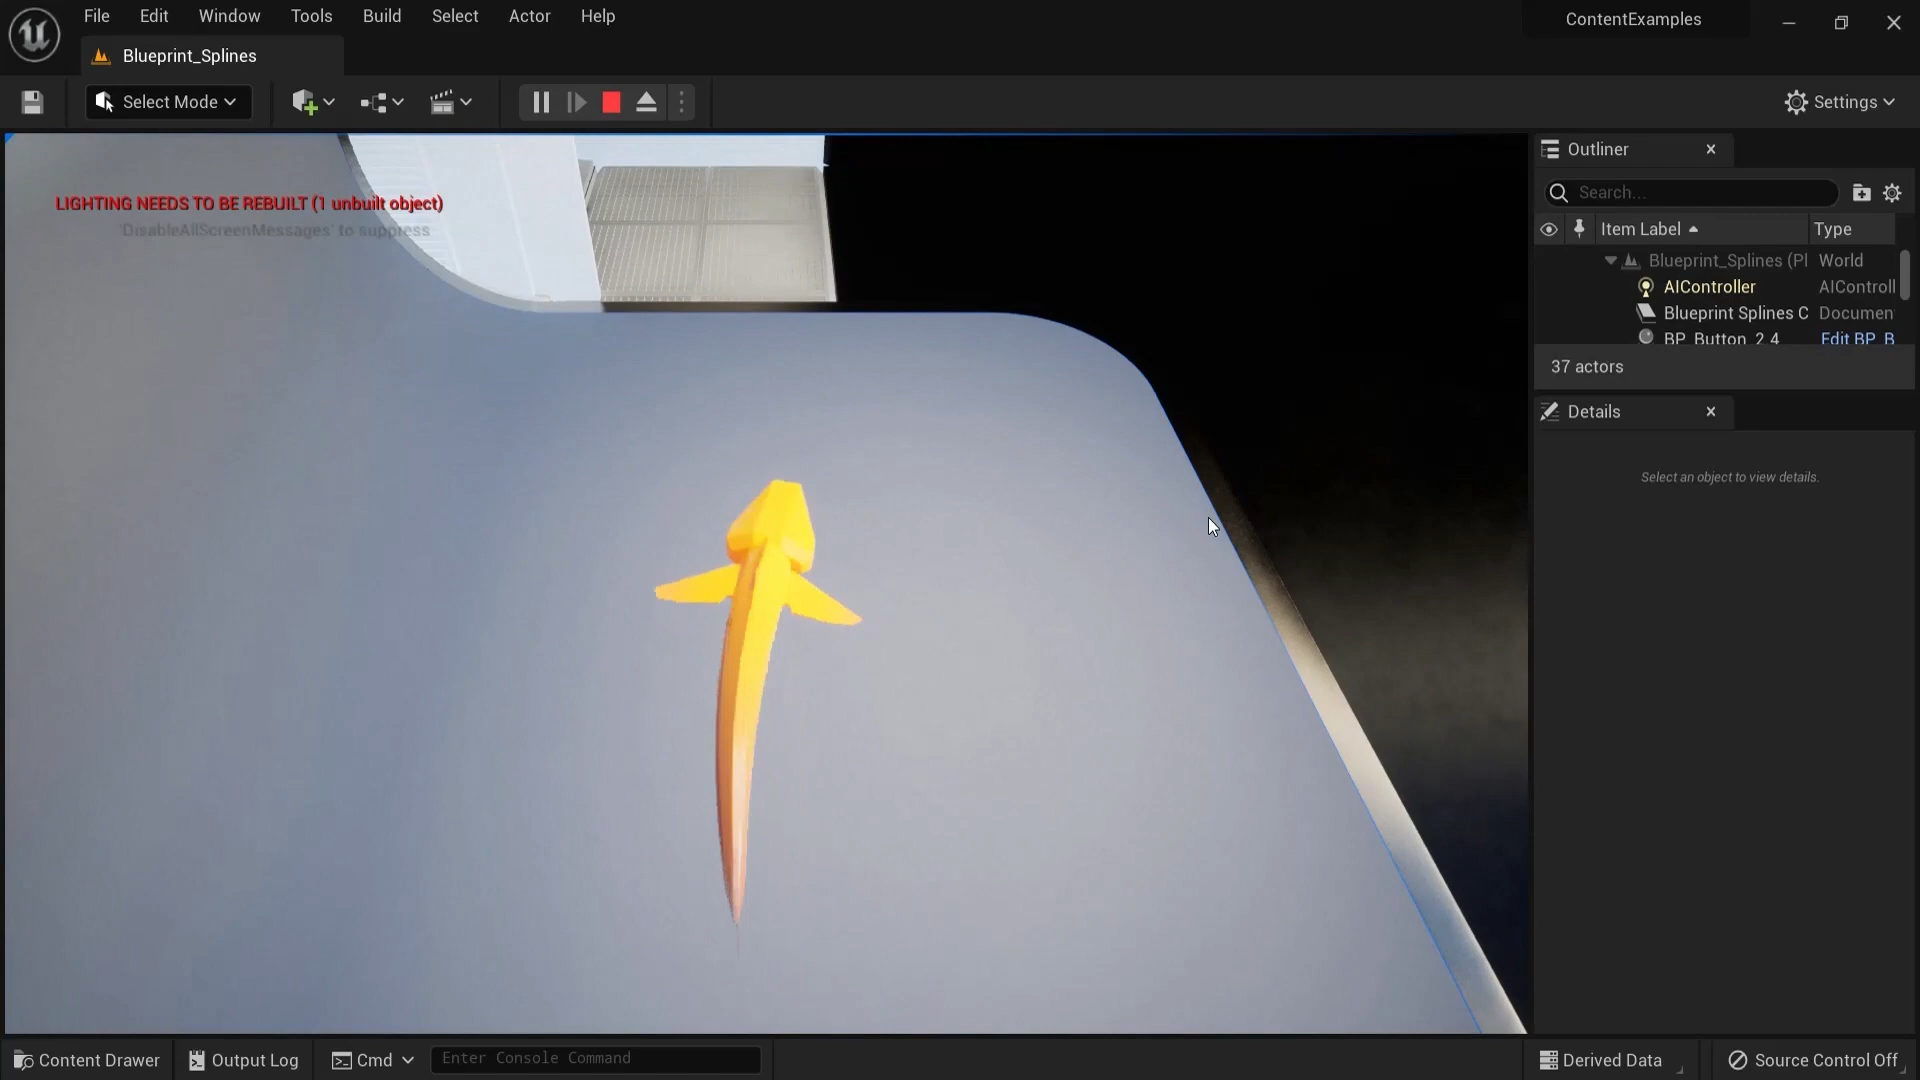 File Edit Window Tools Build Select Actor Help
ContentExamples
Blueprint_Splines
Select Mode
Settings
LIGHTING NEEDS TO BE REBUILT (1 unbuilt object)
'DisableAllScreenMessages' to suppress
Outliner
Search...
Item Label Type
Blueprint_Splines (Pl World
AIController AIControll
Blueprint Splines C Documen
BP_Button_2_4 Edit BP_B
37 actors
Details
Select an object to view details.
Content Drawer Output Log Cmd Enter Console Command Derived Data Source Control Off